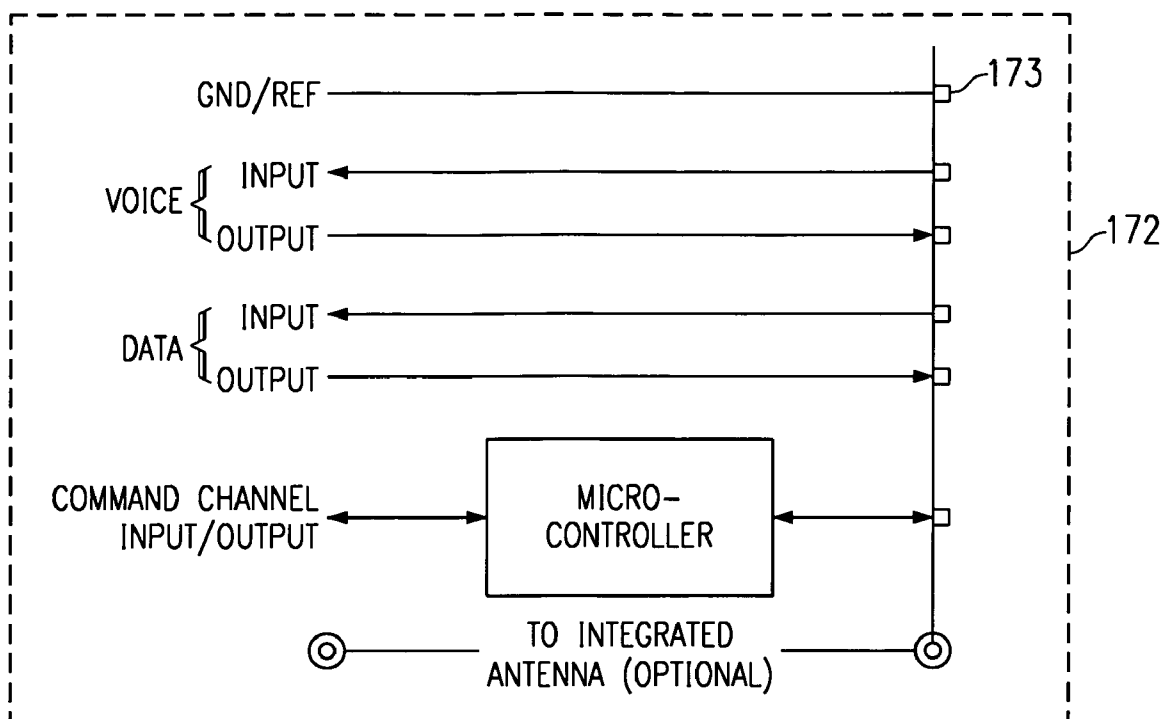 GND/REF
173
VOICE
INPUT
OUTPUT
172
DATA
INPUT
OUTPUT
COMMAND CHANNEL
INPUT/OUTPUT
MICRO-
CONTROLLER
TO INTEGRATED
ANTENNA (OPTIONAL)